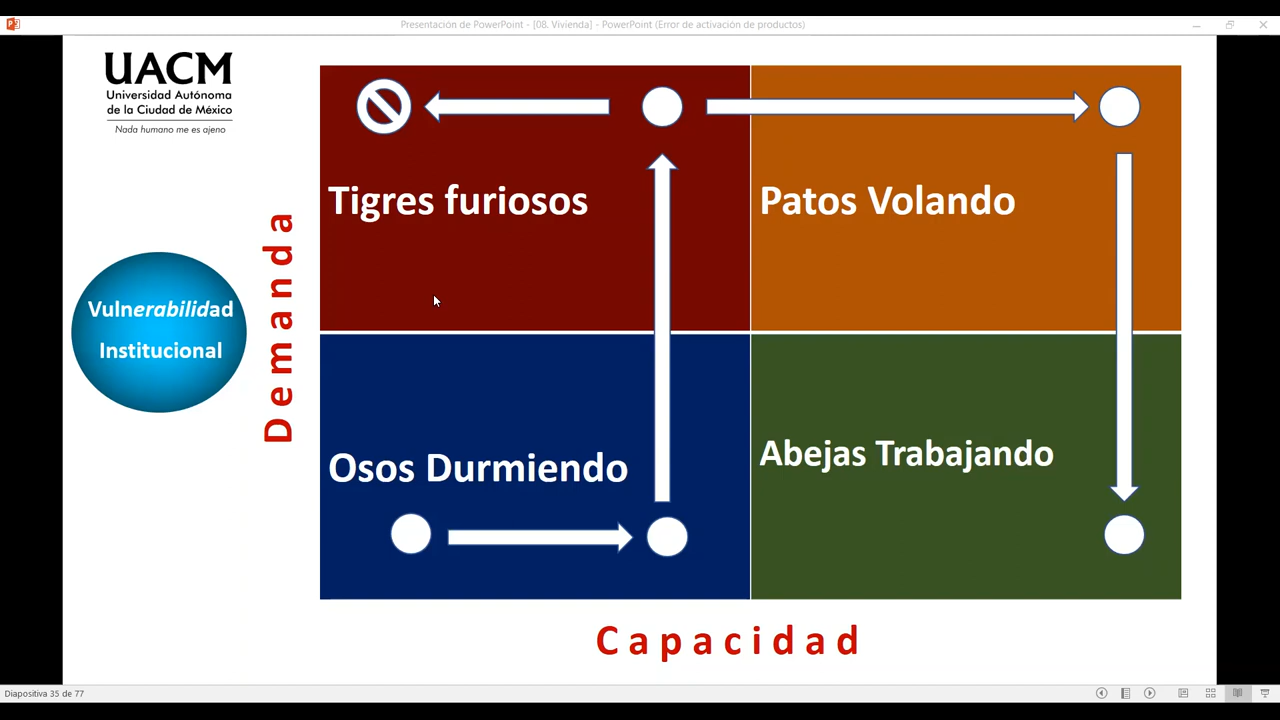 Presentación de PowerPoint - [08. Vivienda] - PowerPoint (Error de activación de productos)
UACM
Universidad Autónoma
de la Ciudad de México
Nada humano me es ajeno
Tigres furiosos
Patos Volando
Demanda
Vulnerabilidad
Institucional
Osos Durmiendo
Abejas Trabajando
Capacidad
Diapositiva 35 de 77